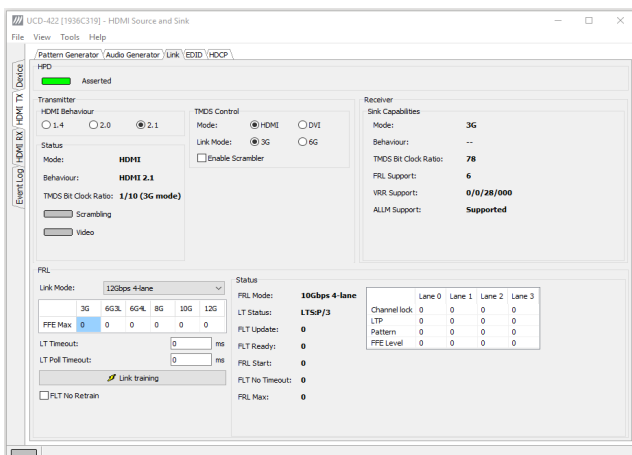 UCD-422 [1936C319] - HDMI Source and Sink
File View Tools Help
Pattern Generator Audio Generator Link EDID HDCP
Device
HDMI TX
HDMI RX
Event Log
HPD
Asserted
Transmitter
HDMI Behaviour
1.4 2.0 2.1
Status
Mode: HDMI
Behaviour: HDMI 2.1
TMDS Bit Clock Ratio: 1/10 (3G mode)
Scrambling
Video
TMDS Control
Mode: HDMI DVI
Link Mode: 3G 6G
Enable Scrambler
Receiver
Sink Capabilities
Mode: 3G
Behaviour: --
TMDS Bit Clock Ratio: 78
FRL Support: 6
VRR Support: 0/0/28/000
ALLM Support: Supported
FRL
Link Mode: 12Gbps 4-lane
3G 6G3L 6G4L 8G 10G 12G
FFE Max 0 0 0 0 0 0
LT Timeout: 0 ms
LT Poll Timeout: 0 ms
Link training
FLT No Retrain
Status
FRL Mode: 10Gbps 4-lane
LT Status: LTS:P/3
FLT Update: 0
FLT Ready: 0
FRL Start: 0
FLT No Timeout: 0
FRL Max: 0
Lane 0 Lane 1 Lane 2 Lane 3
Channel lock 0 0 0 0
LTP 0 0 0 0
Pattern 0 0 0 0
FFE Level 0 0 0 0